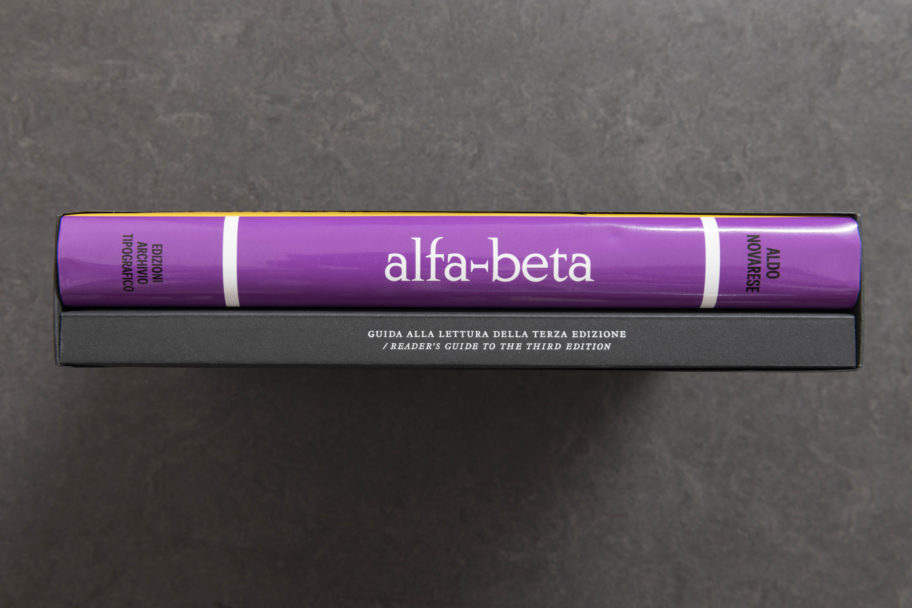 EDIZIONI
ARCHIVIO
TIPOGRAFICO
alfa-beta
ALDO
NOVARESE
GUIDA ALLA LETTURA DELLA TERZA EDIZIONE
/ READER'S GUIDE TO THE THIRD EDITION